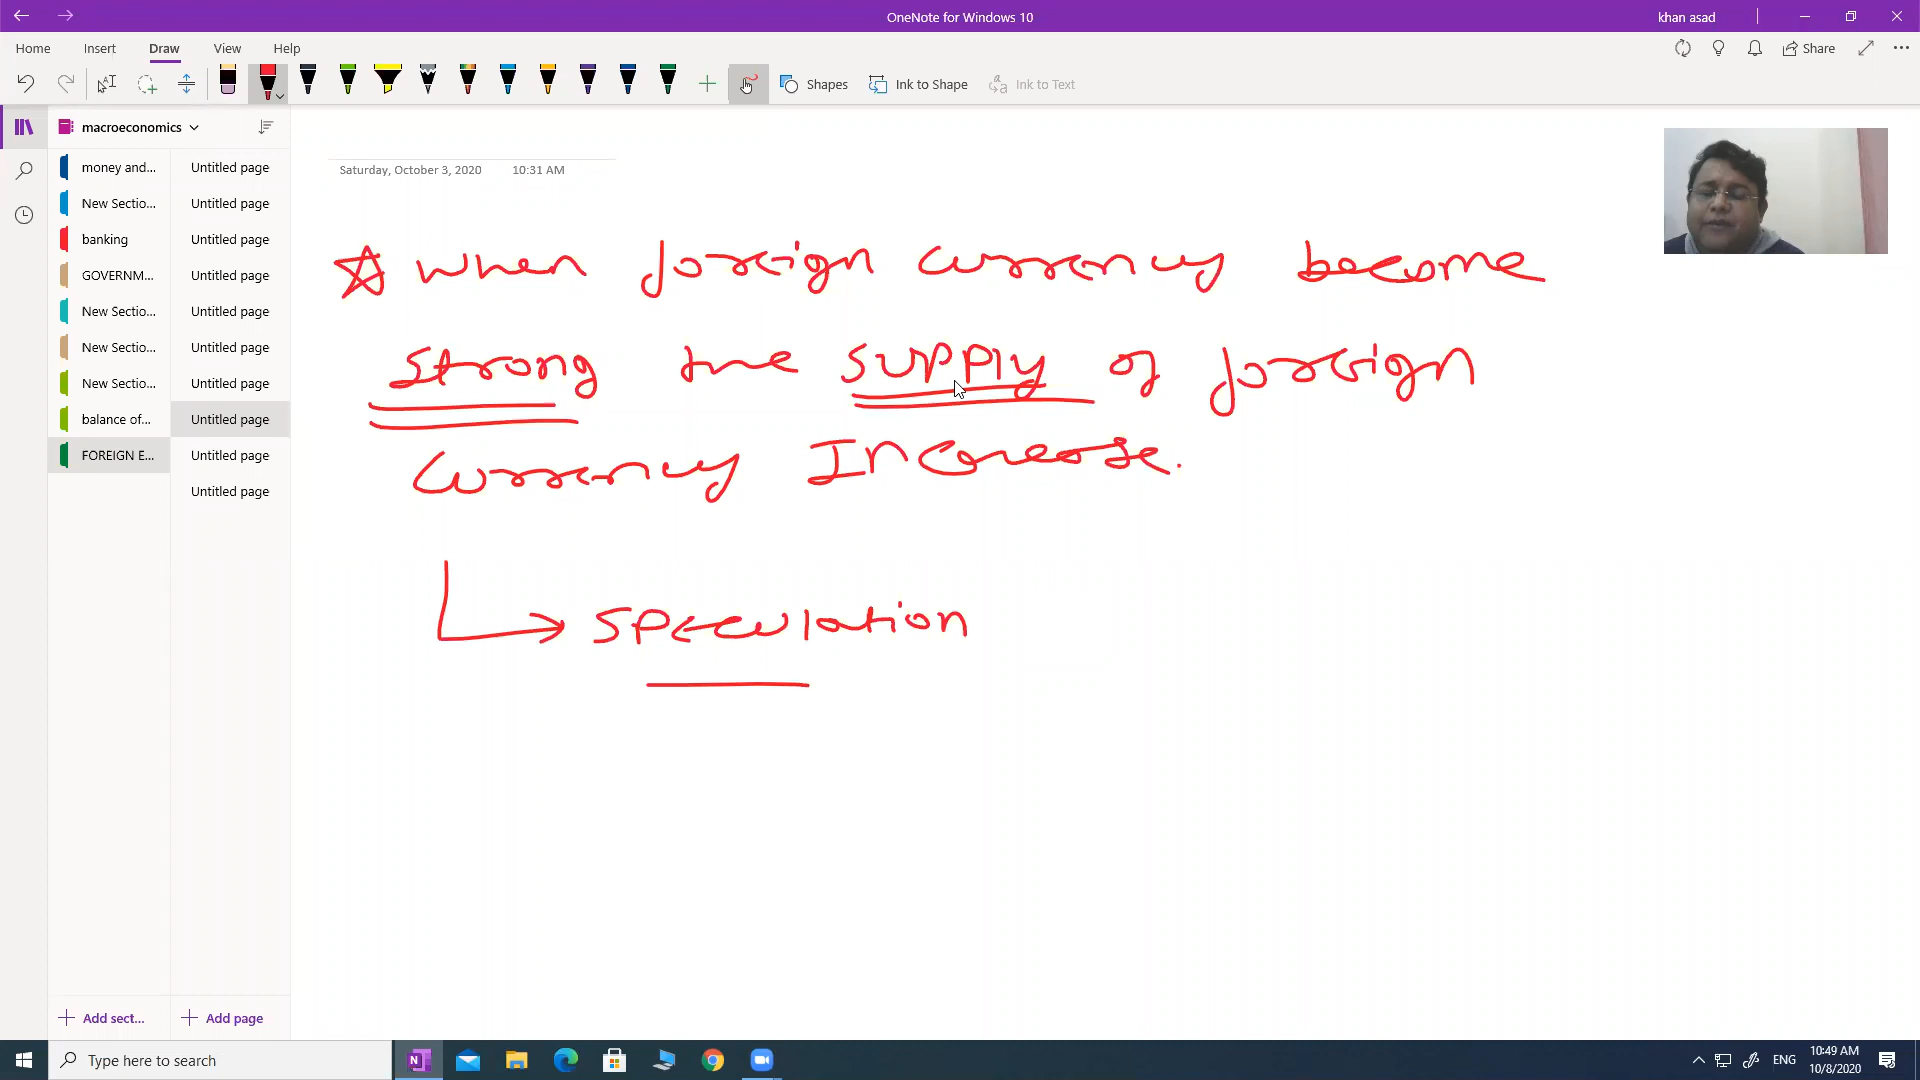 OneNote for Windows 10
khan asad
Home Insert Draw View Help
Share
Shapes Ink to Shape Ink to Text
macroeconomics
money and... Untitled page
New Sectio... Untitled page
banking Untitled page
GOVERNM... Untitled page
New Sectio... Untitled page
New Sectio... Untitled page
New Sectio... Untitled page
balance of... Untitled page
FOREIGN E... Untitled page
Untitled page
Saturday, October 3, 2020 10:31 AM
when foreign currency become
strong the supply of foreign
currency Increase.
speculation
Add sect... Add page
Type here to search
ENG
10:49 AM
10/8/2020